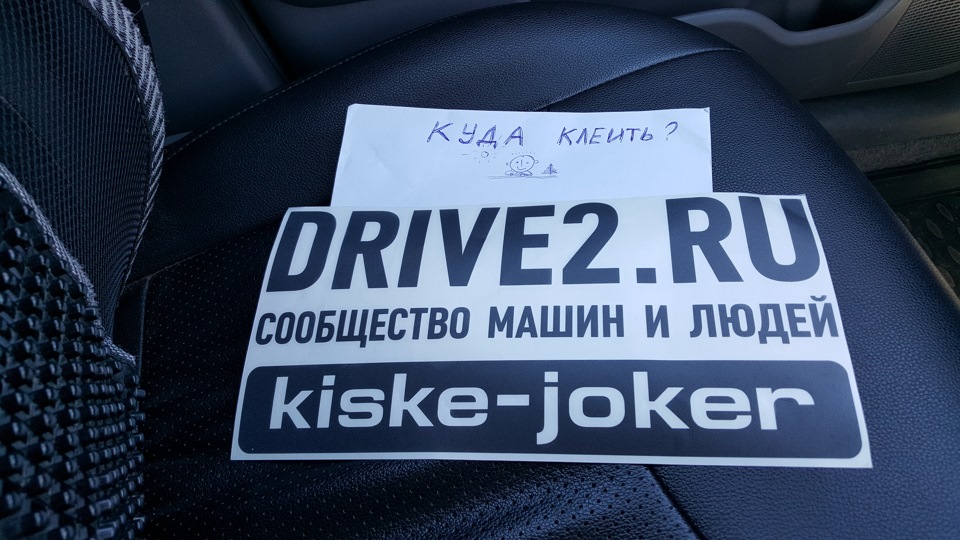 КУДА КЛЕИТЬ?
DRIVE2.RU
СООБЩЕСТВО МАШИН И ЛЮДЕЙ
kiske-joker